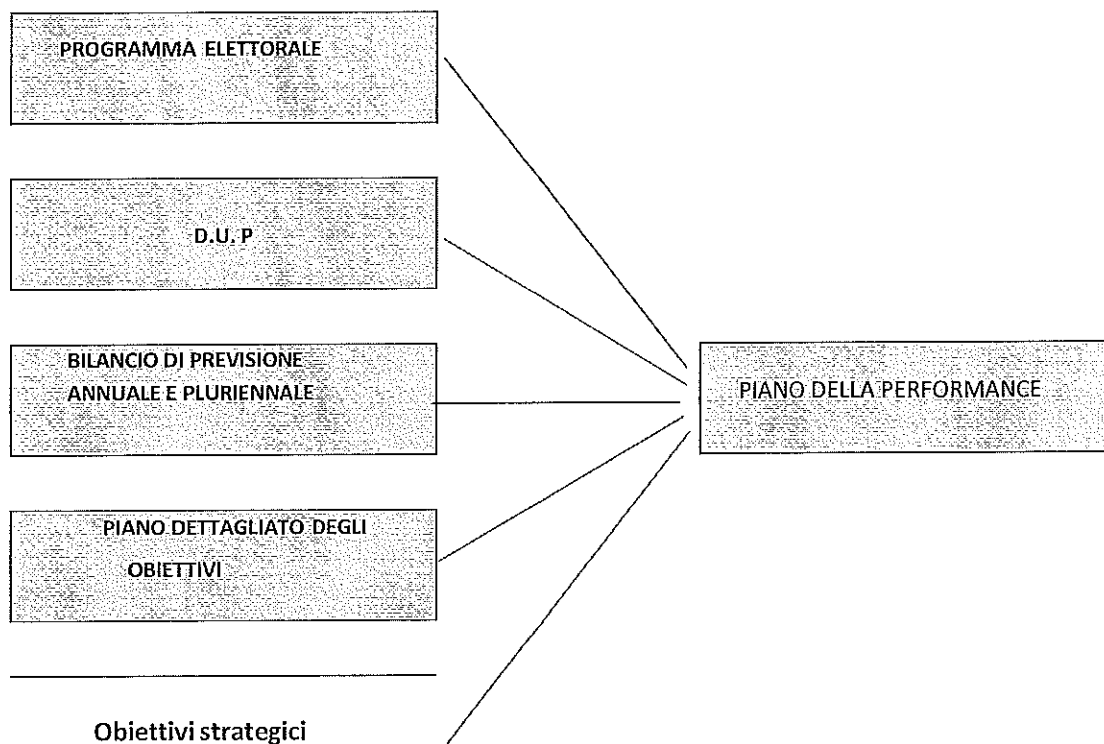 PROGRAMMA ELETTORALE
D.U. P
BILANCIO DI PREVISIONE
ANNUALE E PLURIENNALE
PIANO DELLA PERFORMANCE
PIANO DETTAGLIATO DEGLI
OBIETTIVI
Obiettivi strategici